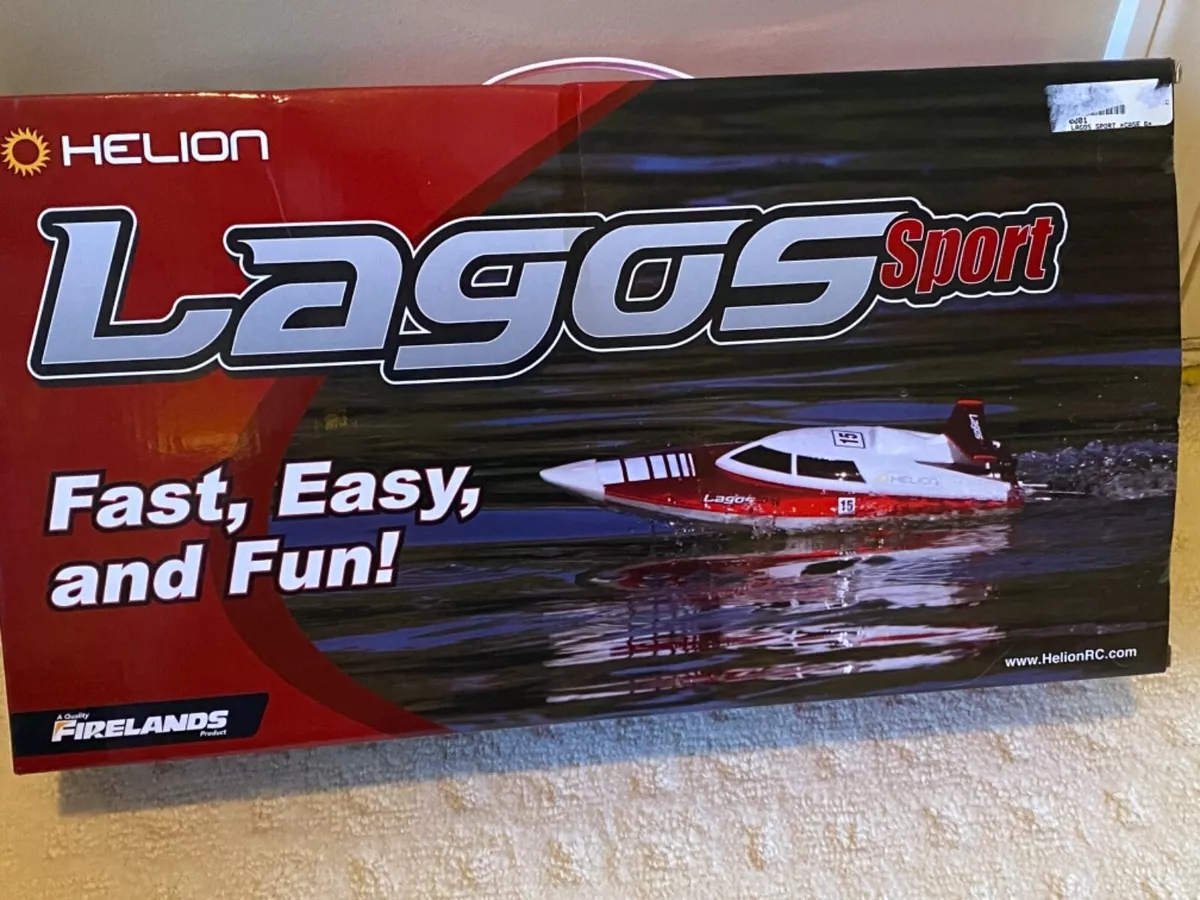 HELION
Lagos Sport
0d01
LAGOS SPORT
Fast, Easy,
and Fun!
15
Lagos
HELION
15
Lagos
www.HelionRC.com
A Quality
FIRELANDS
Product